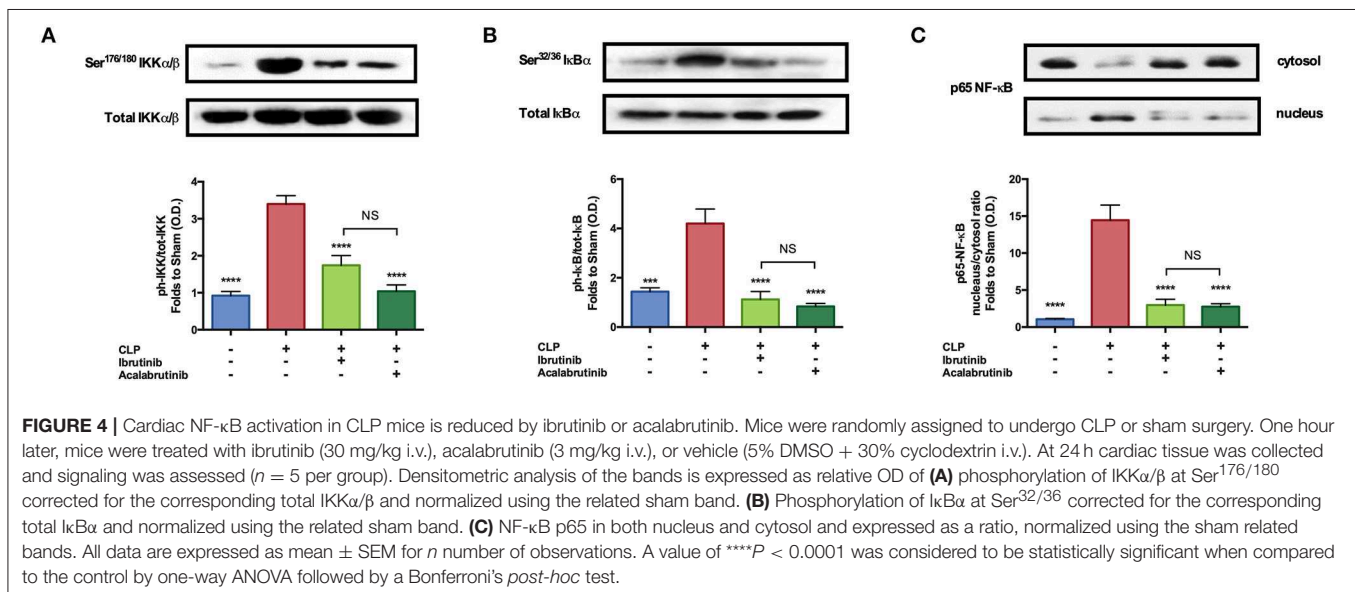 A
Ser176/180 IKKα/β
Total IKKα/β
4
3
2
1
0
ph-IKK/tot-IKK
Folds to Sham (O.D.)
****
****
NS
****
CLP - + + +
Ibrutinib - - + -
Acalabrutinib - - - +
B
Ser32/36 IκBα
Total IκBα
6
4
2
0
ph-IκB/tot-IκB
Folds to Sham (O.D.)
***
****
NS
****
CLP - + + +
Ibrutinib - - + -
Acalabrutinib - - - +
C
cytosol
p65 NF-κB
nucleus
20
15
10
5
0
p65-NF-κB
nucleaus/cytosol ratio
Folds to Sham (O.D.)
****
****
NS
****
CLP - + + +
Ibrutinib - - + -
Acalabrutinib - - - +
FIGURE 4 | Cardiac NF-κB activation in CLP mice is reduced by ibrutinib or acalabrutinib. Mice were randomly assigned to undergo CLP or sham surgery. One hour
later, mice were treated with ibrutinib (30 mg/kg i.v.), acalabrutinib (3 mg/kg i.v.), or vehicle (5% DMSO + 30% cyclodextrin i.v.). At 24 h cardiac tissue was collected
and signaling was assessed (n = 5 per group). Densitometric analysis of the bands is expressed as relative OD of (A) phosphorylation of IKKα/β at Ser176/180
corrected for the corresponding total IKKα/β and normalized using the related sham band. (B) Phosphorylation of IκBα at Ser32/36 corrected for the corresponding
total IκBα and normalized using the related sham band. (C) NF-κB p65 in both nucleus and cytosol and expressed as a ratio, normalized using the sham related
bands. All data are expressed as mean ± SEM for n number of observations. A value of ****P < 0.0001 was considered to be statistically significant when compared
to the control by one-way ANOVA followed by a Bonferroni's post-hoc test.